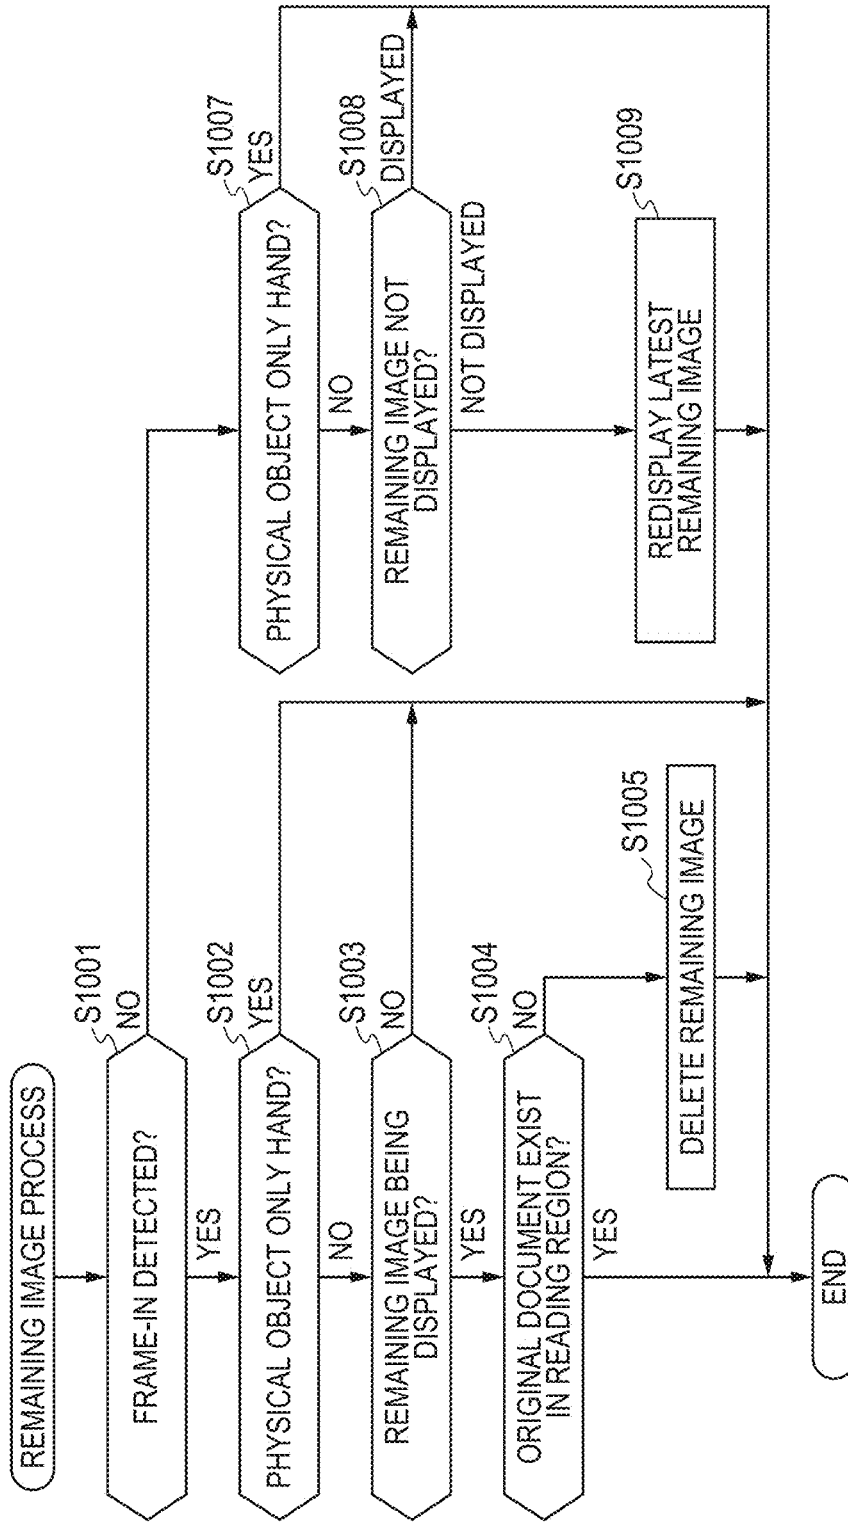 REMAINING IMAGE PROCESS
S1001
FRAME-IN DETECTED?
NO
YES
S1002
PHYSICAL OBJECT ONLY HAND?
YES
NO
S1003
REMAINING IMAGE BEING
DISPLAYED?
NO
YES
S1004
ORIGINAL DOCUMENT EXIST
IN READING REGION?
NO
YES
S1005
DELETE REMAINING IMAGE
S1007
PHYSICAL OBJECT ONLY HAND?
YES
NO
S1008
REMAINING IMAGE NOT
DISPLAYED?
DISPLAYED
NOT DISPLAYED
S1009
REDISPLAY LATEST
REMAINING IMAGE
END